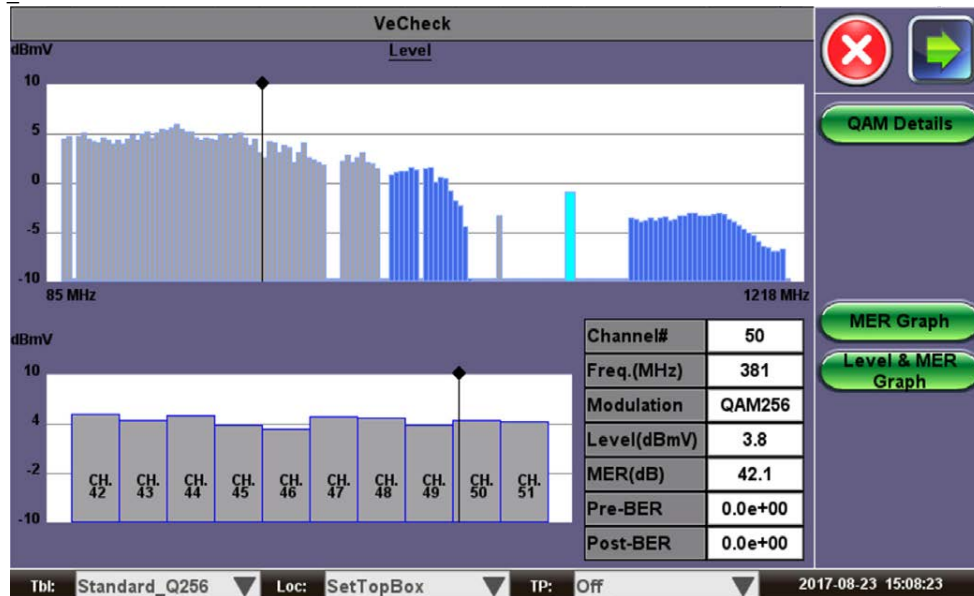 VeCheck
dBmV
Level
10
5
0
-5
-10
85 MHz
1218 MHz
dBmV
10
4
-2
-10
CH. 42
CH. 43
CH. 44
CH. 45
CH. 46
CH. 47
CH. 48
CH. 49
CH. 50
CH. 51
Channel# 50
Freq.(MHz) 381
Modulation QAM256
Level(dBmV) 3.8
MER(dB) 42.1
Pre-BER 0.0e+00
Post-BER 0.0e+00
QAM Details
MER Graph
Level & MER
Graph
Tbl: Standard_Q256 Loc: SetTopBox TP: Off 2017-08-23 15:08:23